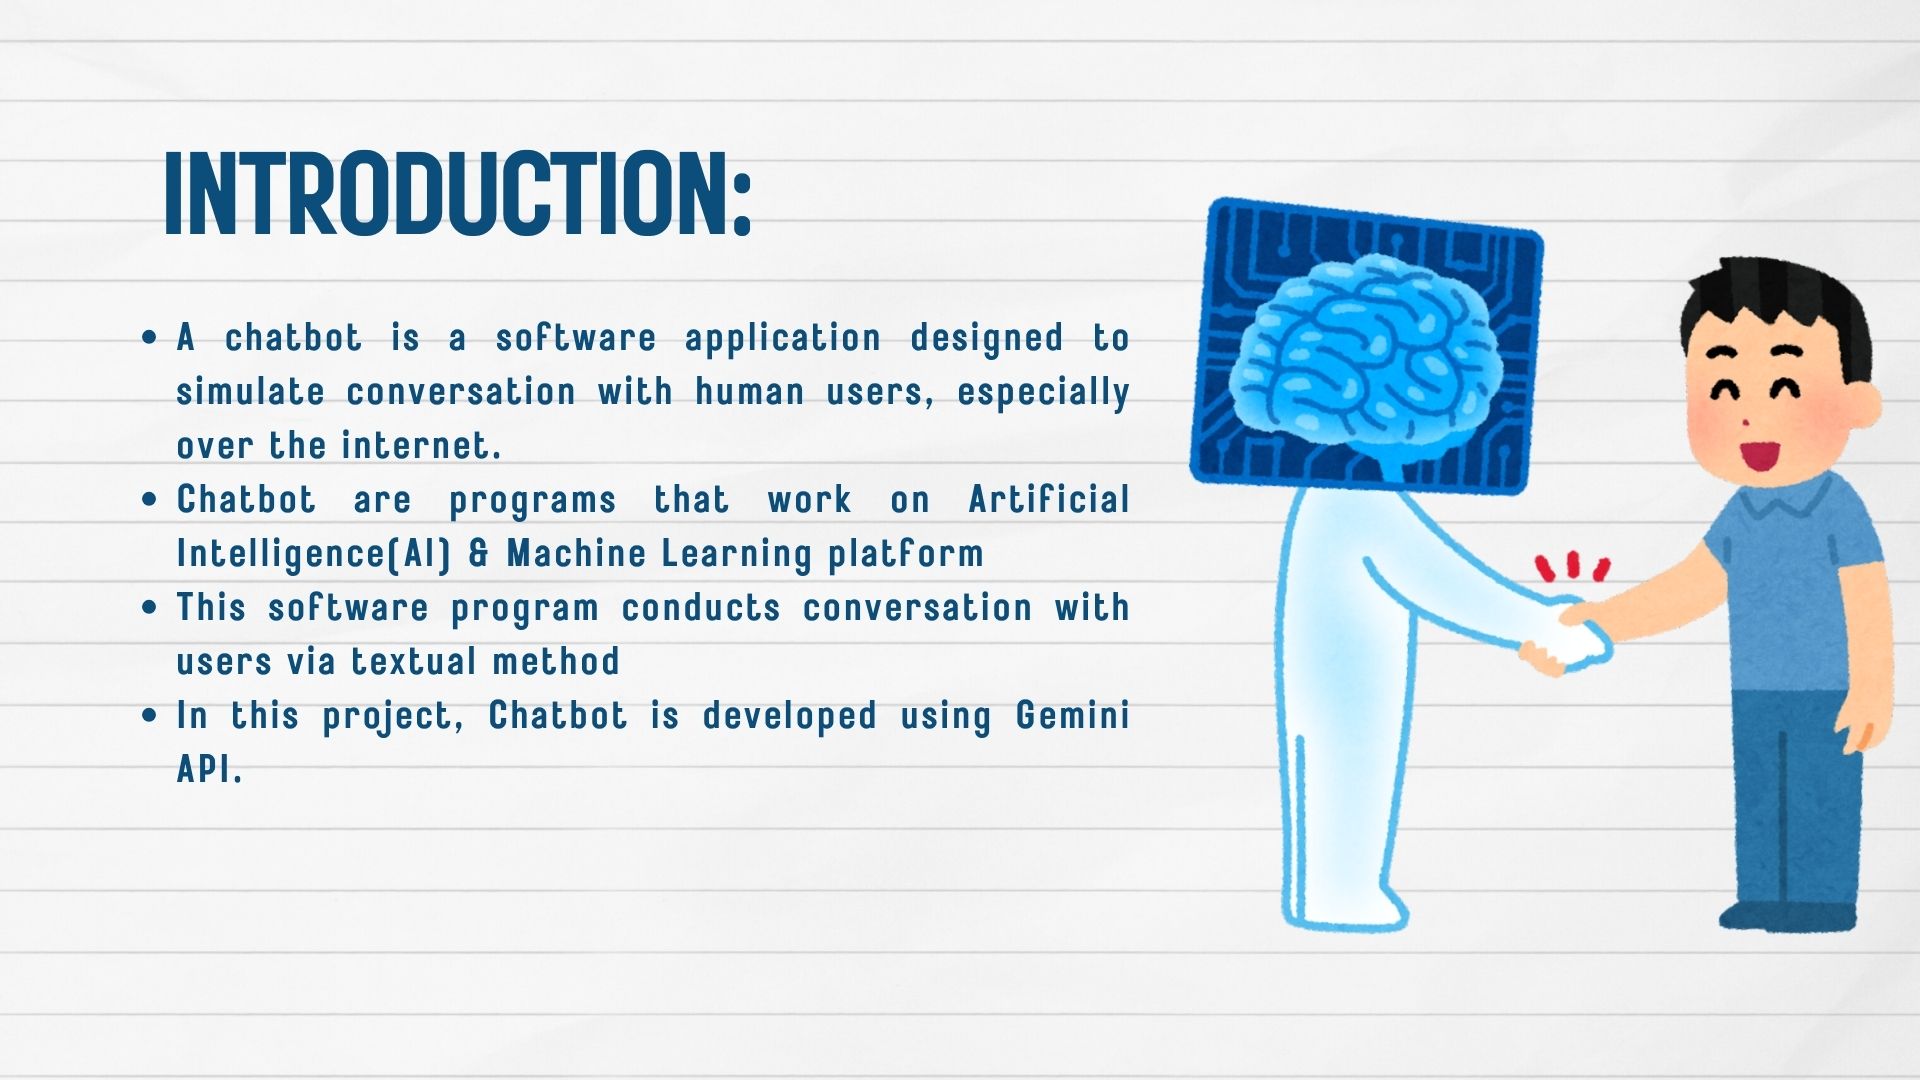 INTRODUCTION:
• A chatbot is a software application designed to
simulate conversation with human users, especially
over the internet.
• Chatbot are programs that work on Artificial
Intelligence(AI) & Machine Learning platform
• This software program conducts conversation with
users via textual method
• In this project, Chatbot is developed using Gemini
API.